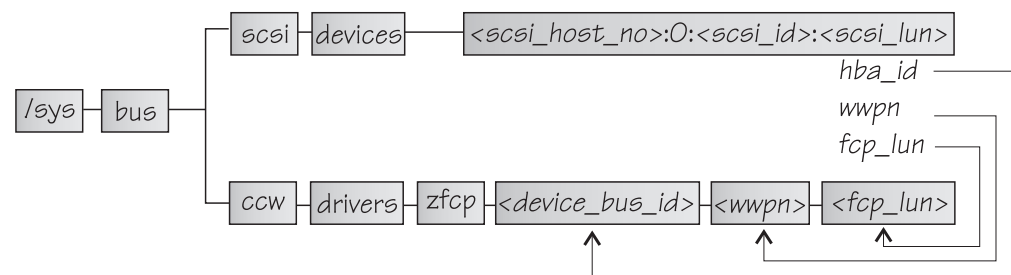 scsi devices <scsi_host_no>:0:<scsi_id>:<scsi_lun>
hba_id
/sys bus
wwpn
fcp_lun
ccw drivers zfcp <device_bus_id> <wwpn> <fcp_lun>